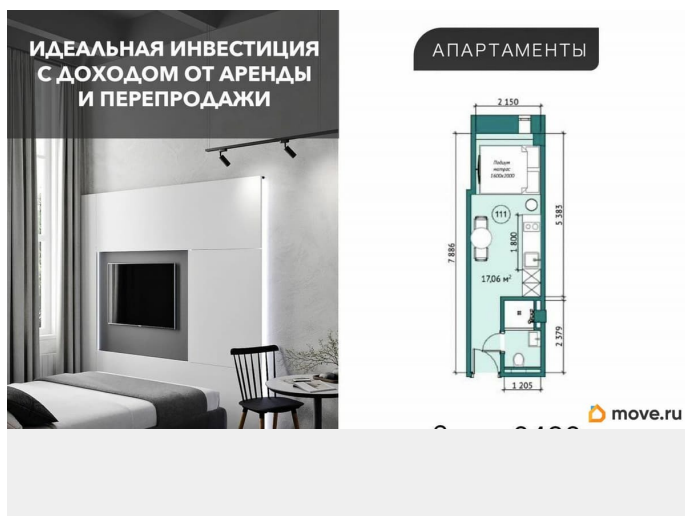 ИДЕАЛЬНАЯ ИНВЕСТИЦИЯ
С ДОХОДОМ ОТ АРЕНДЫ
И ПЕРЕПРОДАЖИ
АПАРТАМЕНТЫ
2 150
Подиум
матрас
1600x2000
111
5 383
1 800
7 886
17,06 м²
2 379
1 205
move.ru